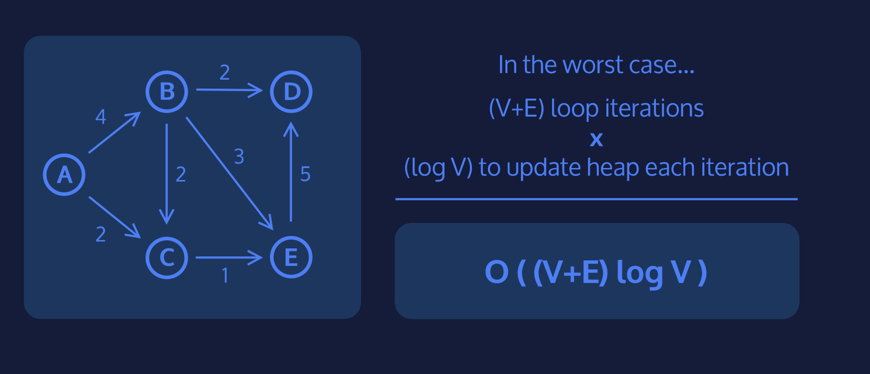 B
2
D
4
A
2
3
5
2
C
1
E
In the worst case...
(V+E) loop iterations
x
(log V) to update heap each iteration
O ( (V+E) log V )